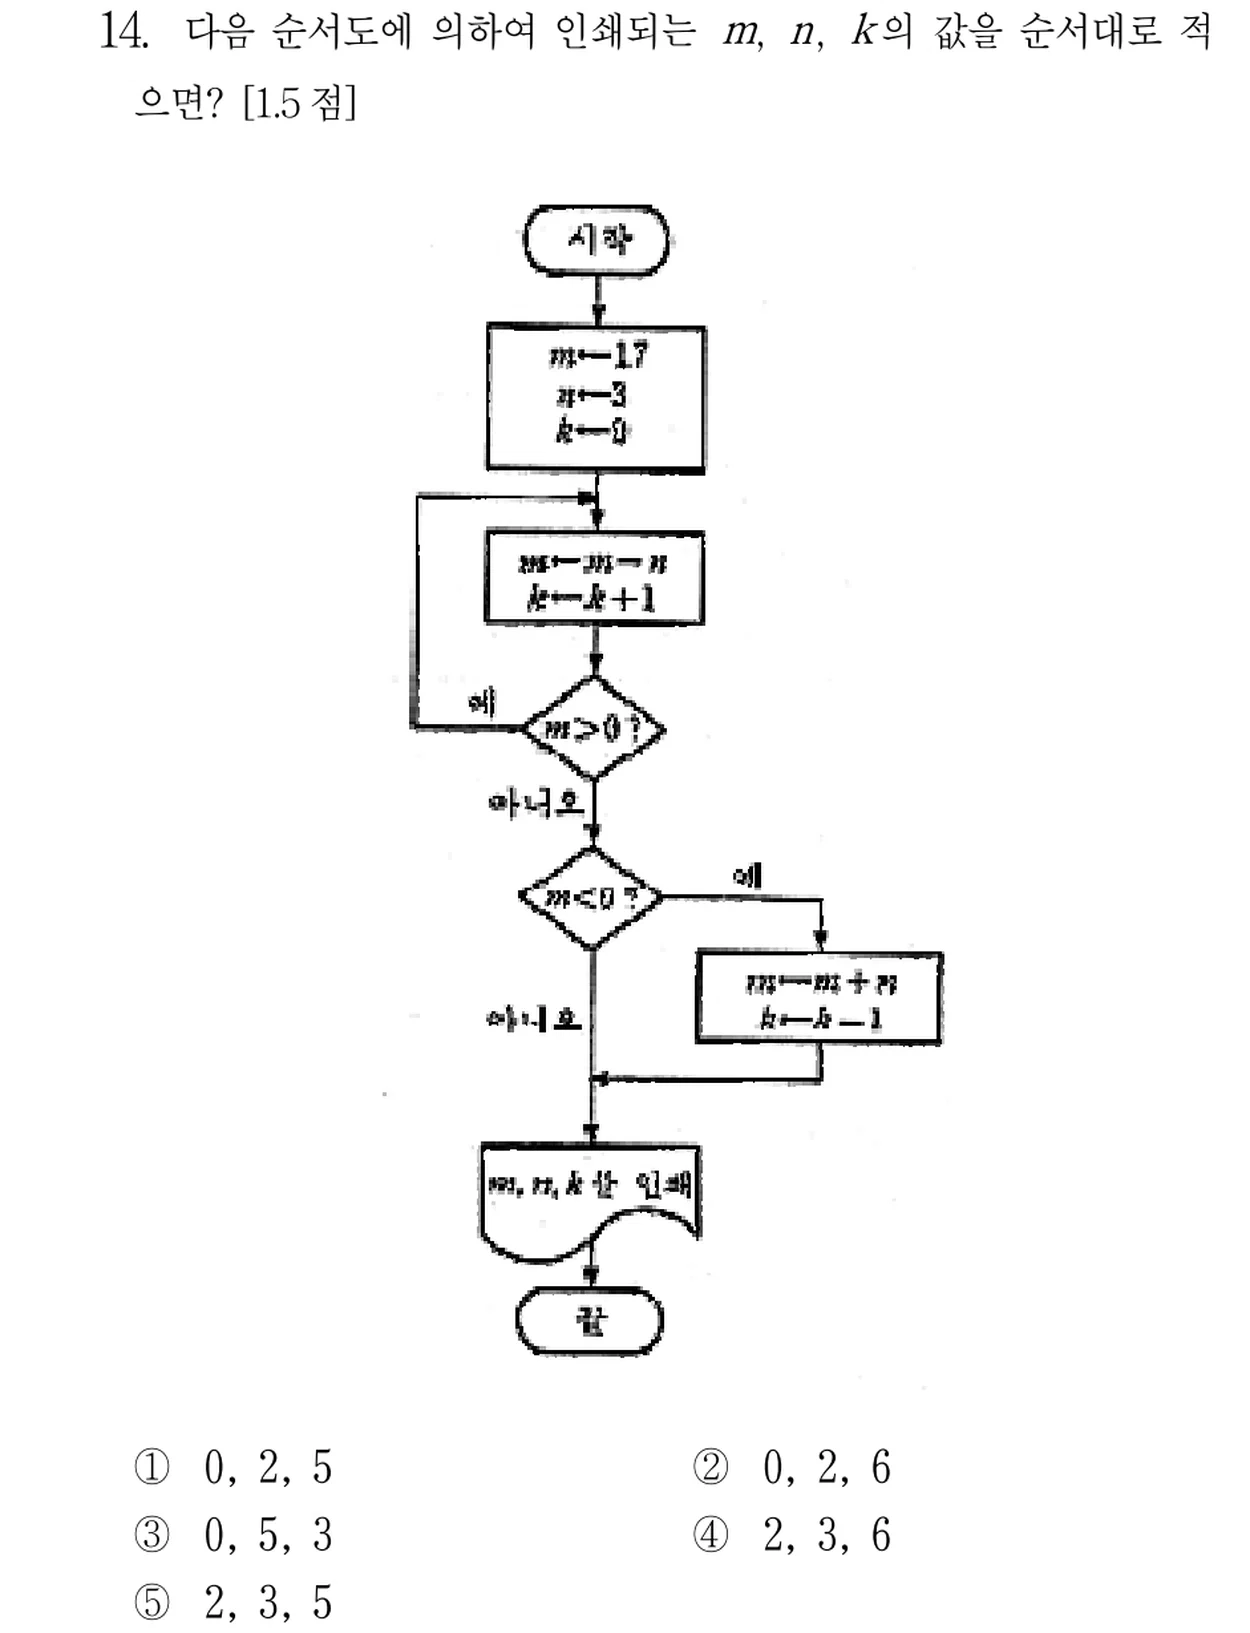 14. 다음 순서도에 의하여 인쇄되는 m, n, k의 값을 순서대로 적
으면? [1.5 점]
시작
m←17
n←3
k←0
m←m-n
k←k+1
예
m>0?
아니오
m<0?
예
m←m+n
k←k-1
아니오
m, n, k 를 인쇄
끝
① 0, 2, 5
② 0, 2, 6
③ 0, 5, 3
④ 2, 3, 6
⑤ 2, 3, 5